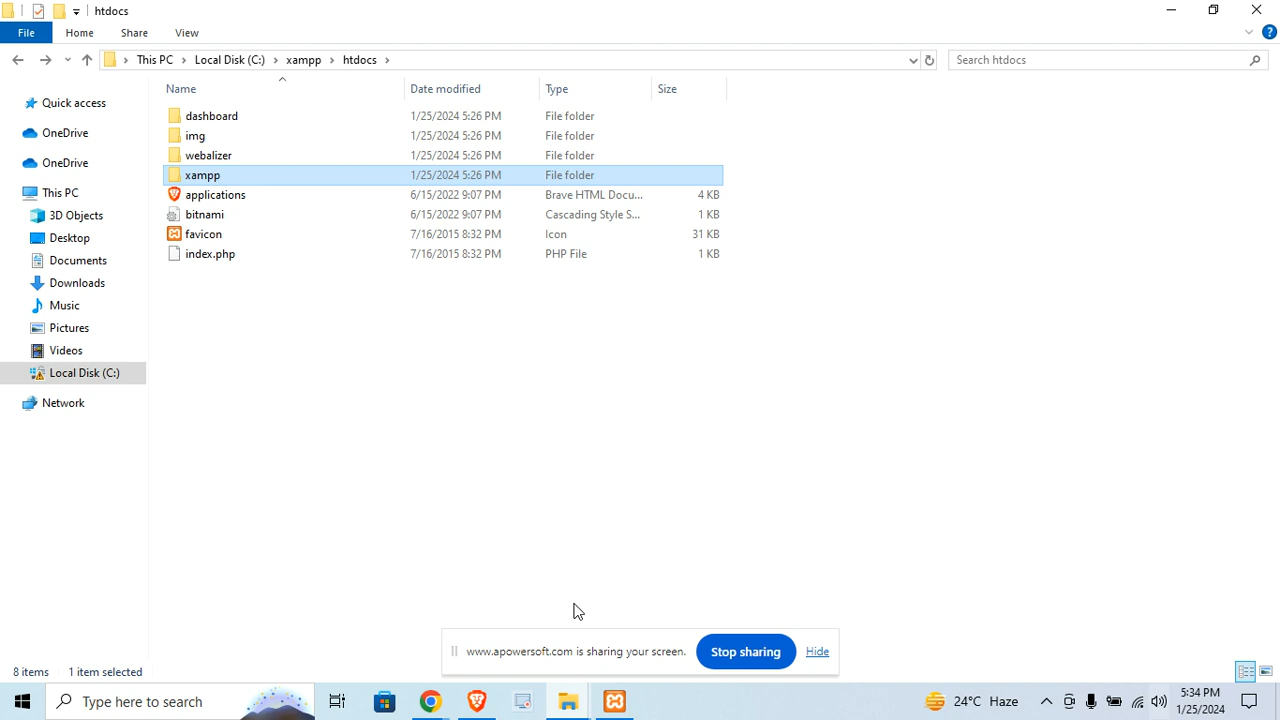 htdocs
File Home Share View
This PC Local Disk (C:) xampp htdocs Search htdocs
Name Date modified Type Size
Quick access
OneDrive
OneDrive
This PC
3D Objects
Desktop
Documents
Downloads
Music
Pictures
Videos
Local Disk (C:)
Network
dashboard 1/25/2024 5:26 PM File folder
img 1/25/2024 5:26 PM File folder
webalizer 1/25/2024 5:26 PM File folder
xampp 1/25/2024 5:26 PM File folder
applications 6/15/2022 9:07 PM Brave HTML Docu... 4 KB
bitnami 6/15/2022 9:07 PM Cascading Style S... 1 KB
favicon 7/16/2015 8:32 PM Icon 31 KB
index.php 7/16/2015 8:32 PM PHP File 1 KB
www.apowersoft.com is sharing your screen. Stop sharing Hide
8 items 1 item selected
Type here to search
24°C Haze
5:34 PM
1/25/2024